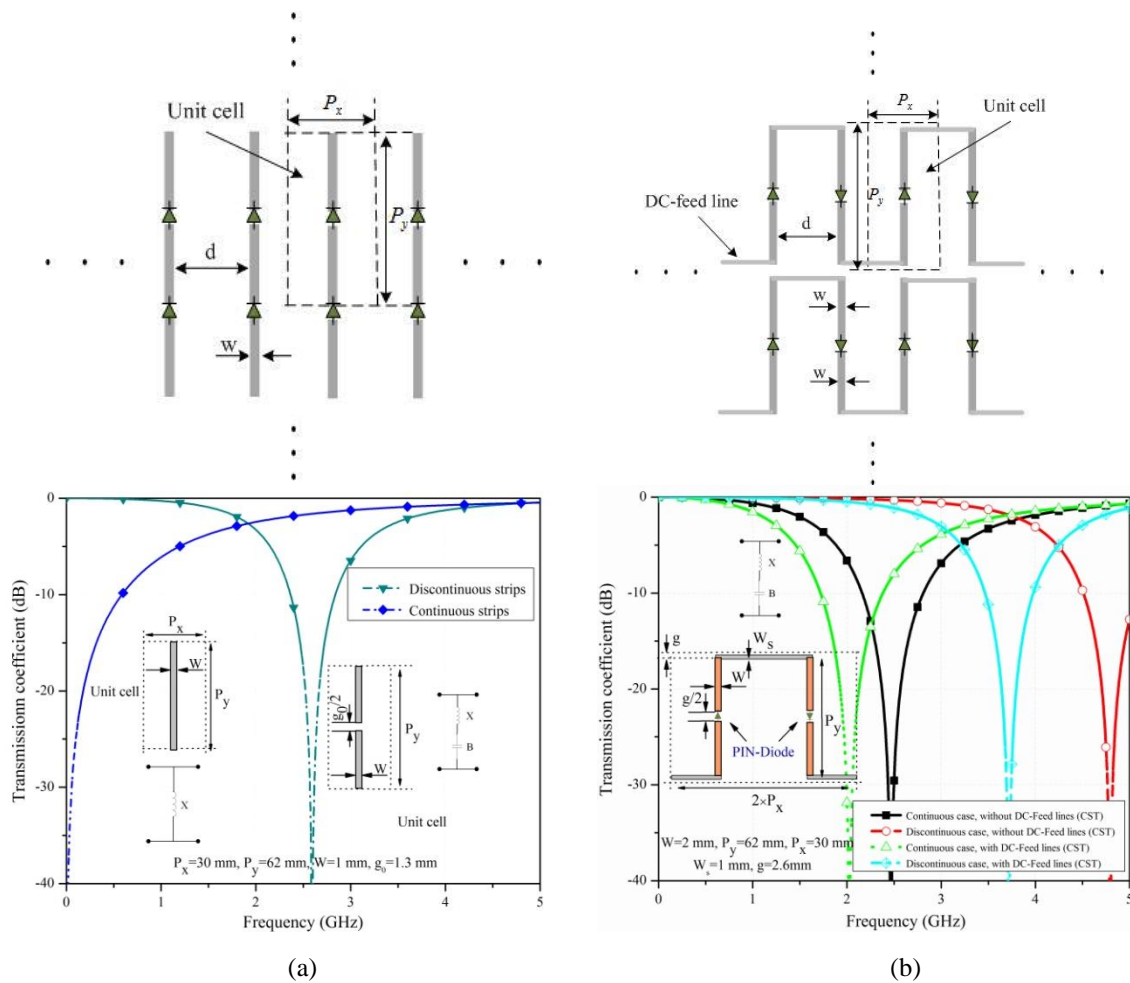 Unit cell
P_x
P_y
d
W
Unit cell
P_x
P_y
DC-feed line
d
W
W
Transmissionn coefficient (dB)
0
-10
-20
-30
-40
0
1
2
3
4
5
Frequency (GHz)
Discontinuous strips
Continuous strips
P_x
W
Unit cell
P_y
X
g_0/2
P_y
W
Unit cell
X
B
P_x=30 mm, P_y=62 mm, W=1 mm, g_0=1.3 mm
(a)
Transmission coefficient (dB)
0
-10
-20
-30
-40
0
1
2
3
4
5
Frequency (GHz)
X
B
g
W_s
W
g/2
P_y
PIN-Diode
2×P_x
W=2 mm, P_y=62 mm, P_x=30 mm
W_s=1 mm, g=2.6mm
Continuous case, without DC-Feed lines (CST)
Discontinuous case, without DC-Feed lines (CST)
Continuous case, with DC-Feed lines (CST)
Discontinuous case, with DC-Feed lines (CST)
(b)